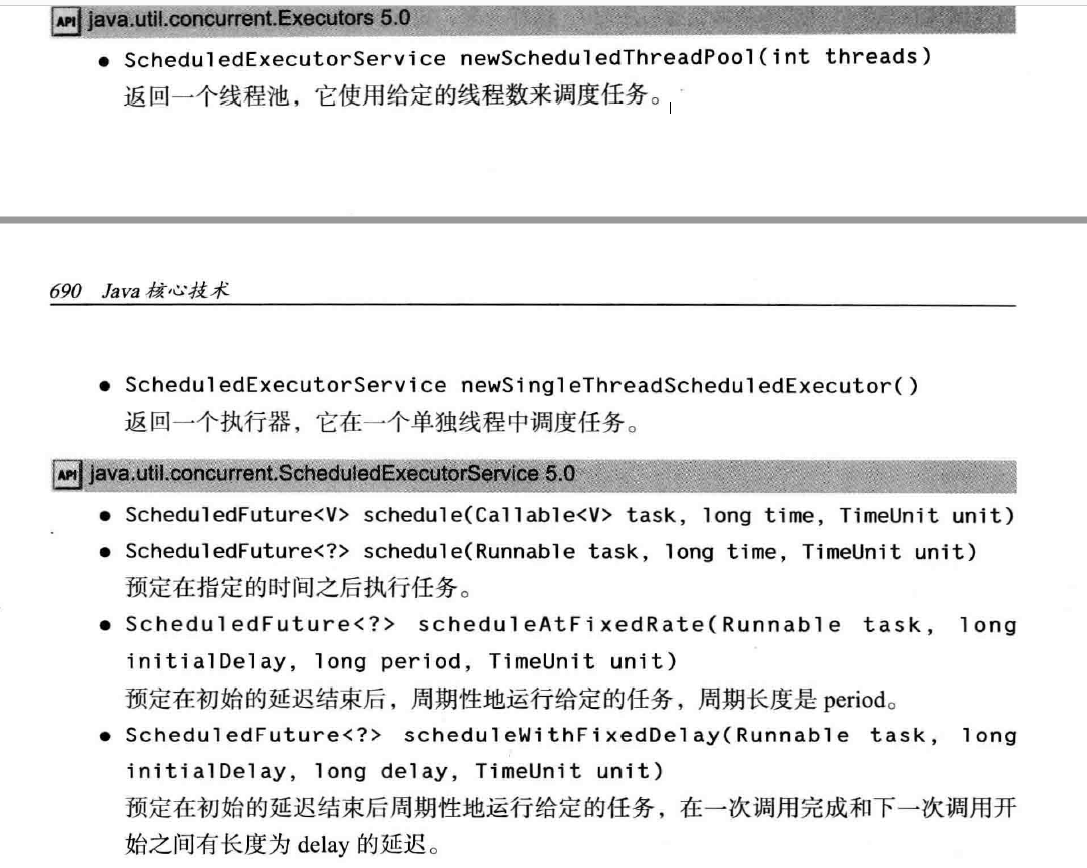 API java.util.concurrent.Executors 5.0
● ScheduledExecutorService newScheduledThreadPool(int threads)
返回一个线程池，它使用给定的线程数来调度任务。
690 Java 核心技术
● ScheduledExecutorService newSingleThreadScheduledExecutor()
返回一个执行器，它在一个单独线程中调度任务。
API java.util.concurrent.ScheduledExecutorService 5.0
● ScheduledFuture<V> schedule(Callable<V> task, long time, TimeUnit unit)
● ScheduledFuture<?> schedule(Runnable task, long time, TimeUnit unit)
预定在指定的时间之后执行任务。
● ScheduledFuture<?> scheduleAtFixedRate(Runnable task, long
initialDelay, long period, TimeUnit unit)
预定在初始的延迟结束后，周期性地运行给定的任务，周期长度是 period。
● ScheduledFuture<?> scheduleWithFixedDelay(Runnable task, long
initialDelay, long delay, TimeUnit unit)
预定在初始的延迟结束后周期性地运行给定的任务，在一次调用完成和下一次调用开
始之间有长度为 delay 的延迟。